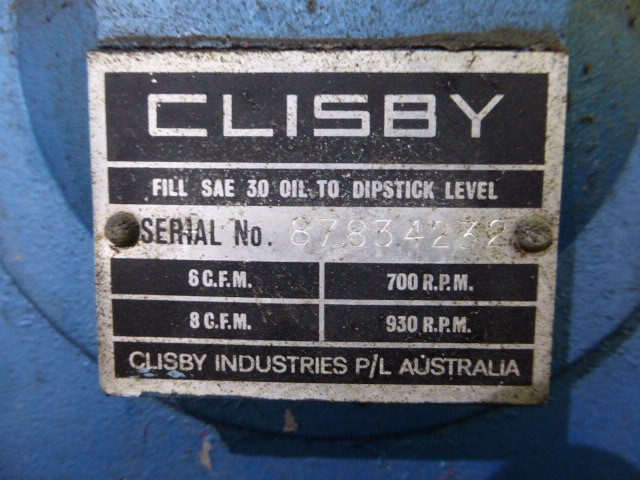 CLISBY
FILL SAE 30 OIL TO DIPSTICK LEVEL
SERIAL No. 87834232
6 C.F.M. 700 R.P.M.
8 C.F.M. 930 R.P.M.
CLISBY INDUSTRIES P/L AUSTRALIA